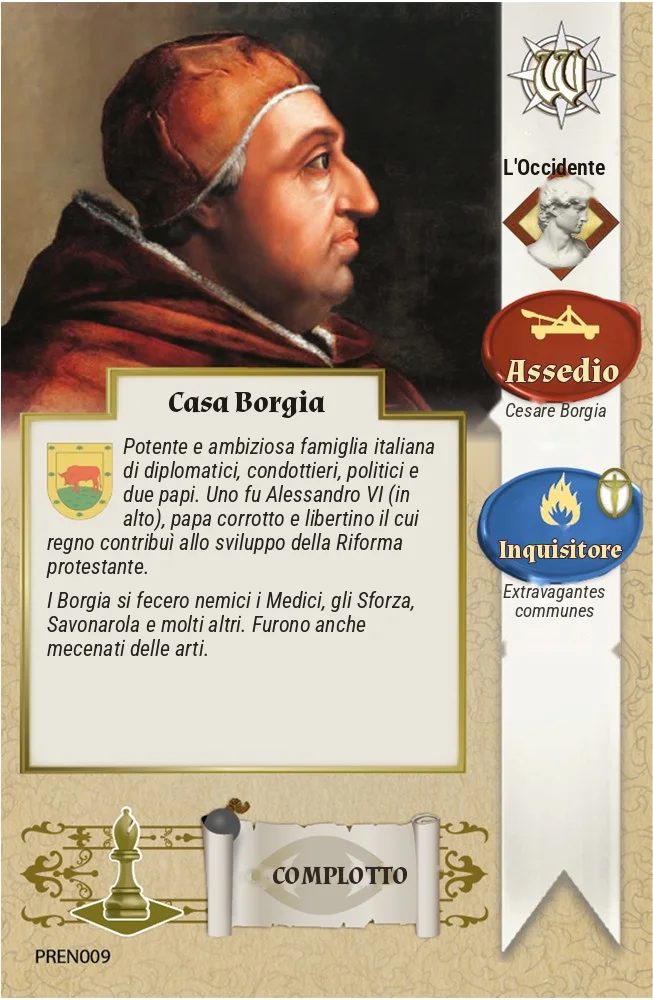 W
L'Occidente
Assedio
Cesare Borgia
Casa Borgia
Potente e ambiziosa famiglia italiana
di diplomatici, condottieri, politici e
due papi. Uno fu Alessandro VI (in
alto), papa corrotto e libertino il cui
regno contribuì allo sviluppo della Riforma
protestante.
I Borgia si fecero nemici i Medici, gli Sforza,
Savonarola e molti altri. Furono anche
mecenati delle arti.
Inquisitore
Extravagantes
communes
COMPLOTTO
PREN009